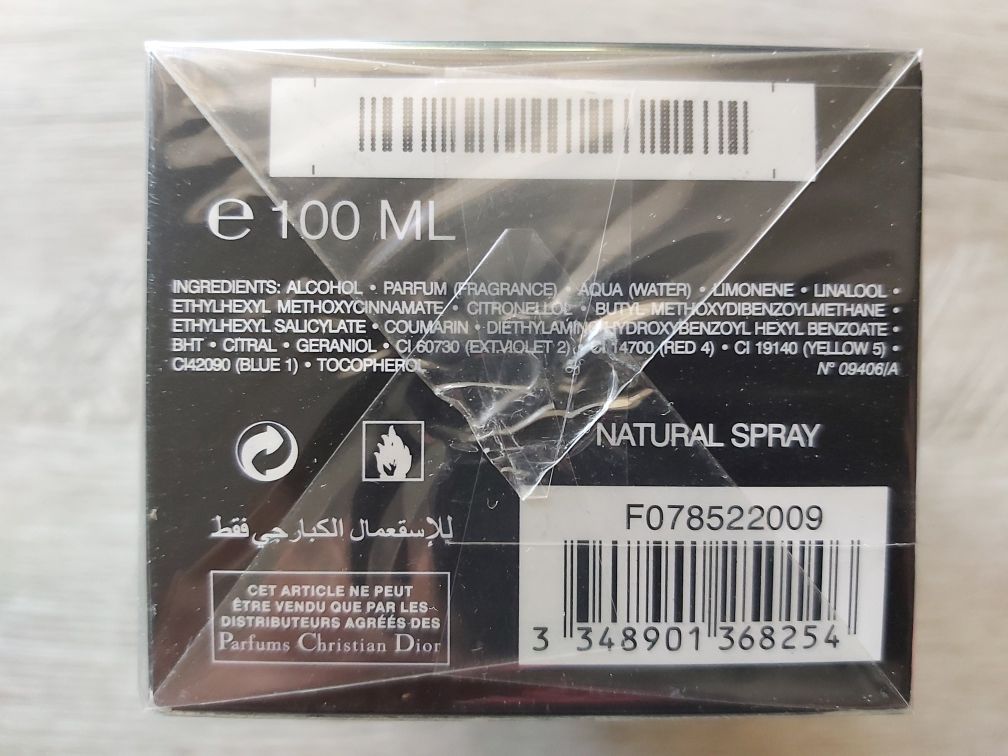 ℮ 100 ML
INGREDIENTS: ALCOHOL • PARFUM (FRAGRANCE) • AQUA (WATER) • LIMONENE • LINALOOL •
ETHYLHEXYL METHOXYCINNAMATE • CITRONELLOL • BUTYL METHOXYDIBENZOYLMETHANE •
ETHYLHEXYL SALICYLATE • COUMARIN • DIETHYLAMINO HYDROXYBENZOYL HEXYL BENZOATE •
BHT • CITRAL • GERANIOL • CI 60730 (EXT.VIOLET 2) • CI 14700 (RED 4) • CI 19140 (YELLOW 5) •
CI42090 (BLUE 1) • TOCOPHEROL
N° 09406/A
NATURAL SPRAY
للإسقعمال الكبارجي فقط
F078522009
CET ARTICLE NE PEUT
ÊTRE VENDU QUE PAR LES
DISTRIBUTEURS AGRÉÉS DES
Parfums Christian Dior
3 348901 368254